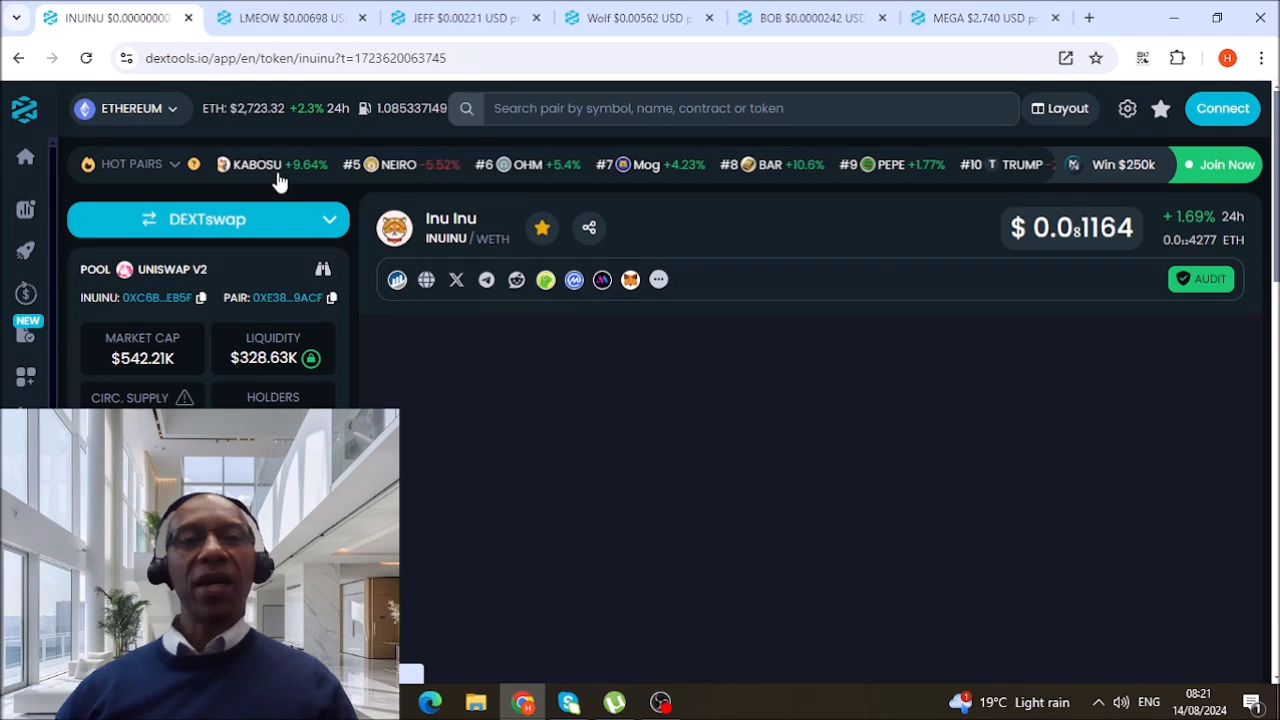 INUINU $0.00000000
LMEOW $0.00698 USD
JEFF $0.00221 USD p
Wolf $0.00562 USD p
BOB $0.0000242 USD
MEGA $2.740 USD p
dextools.io/app/en/token/inuinu?t=1723620063745
H
ETHEREUM
ETH: $2,723.32 +2.3% 24h
1.085337149
Search pair by symbol, name, contract or token
Layout
Connect
HOT PAIRS ?
KABOSU +9.64%
#5 NEIRO -5.52%
#6 OHM +5.4%
#7 Mog +4.23%
#8 BAR +10.6%
#9 PEPE +1.77%
#10 T TRUMP -2
Win $250k
Join Now
DEXTswap
Inu Inu
INUINU / WETH
$ 0.0₈1164
+ 1.69% 24h
0.0₁₂4277 ETH
POOL UNISWAP V2
INUINU: 0XC6B...EB5F
PAIR: 0XE38...9ACF
AUDIT
NEW
MARKET CAP
$542.21K
LIQUIDITY
$328.63K
CIRC. SUPPLY
HOLDERS
19°C Light rain
ENG
08:21
14/08/2024